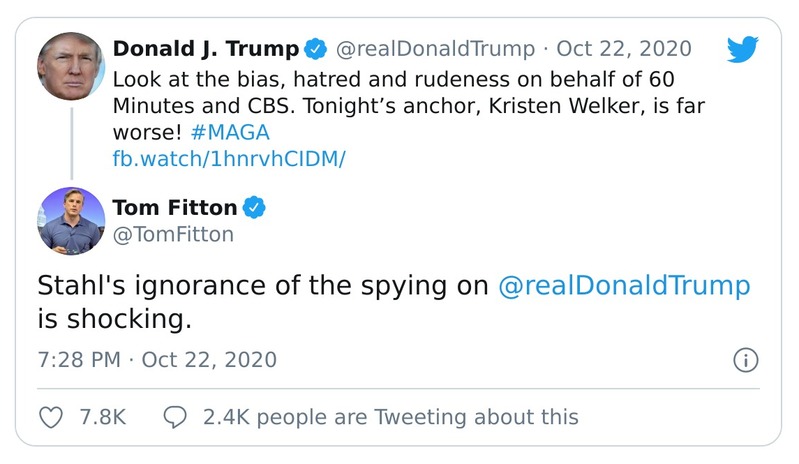 Donald J. Trump @realDonaldTrump · Oct 22, 2020
Look at the bias, hatred and rudeness on behalf of 60
Minutes and CBS. Tonight’s anchor, Kristen Welker, is far
worse! #MAGA
fb.watch/1hnrvhCIDM/
Tom Fitton
@TomFitton
Stahl's ignorance of the spying on @realDonaldTrump
is shocking.
7:28 PM · Oct 22, 2020
7.8K 2.4K people are Tweeting about this